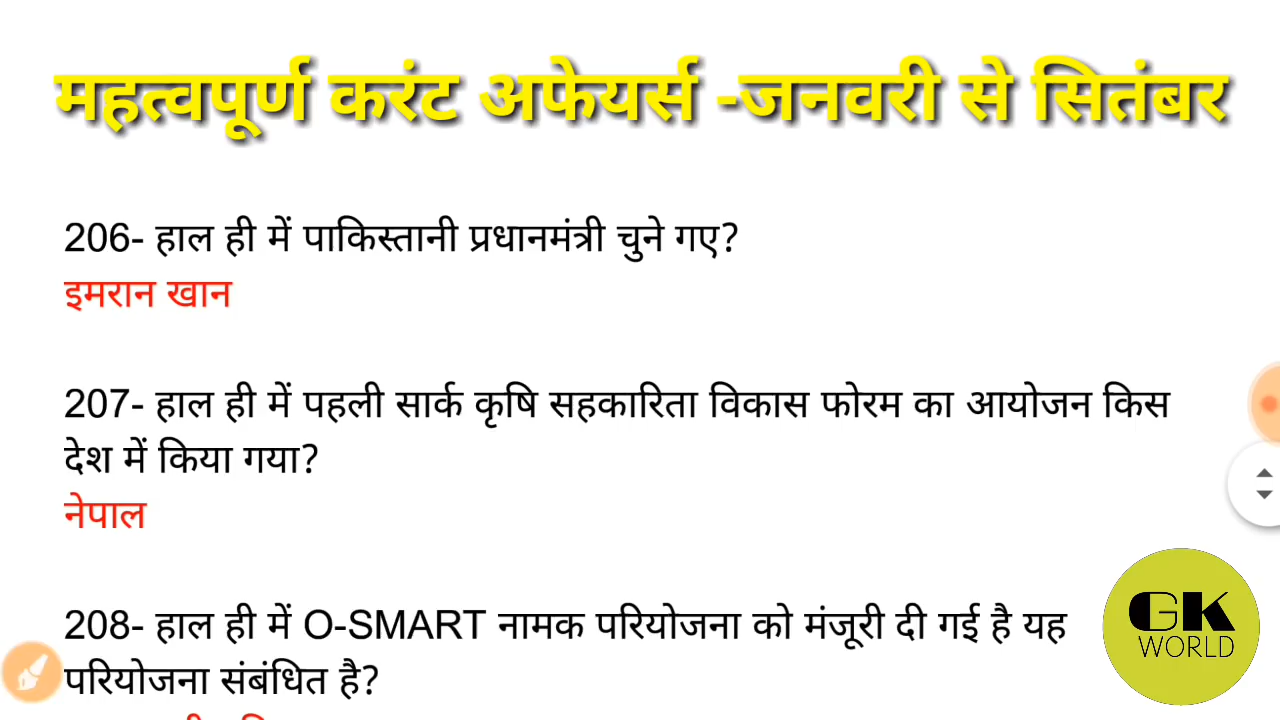 महत्वपूर्ण करंट अफेयर्स -जनवरी से सितंबर
206- हाल ही में पाकिस्तानी प्रधानमंत्री चुने गए?
इमरान खान
207- हाल ही में पहली सार्क कृषि सहकारिता विकास फोरम का आयोजन किस
देश में किया गया?
नेपाल
208- हाल ही में O-SMART नामक परियोजना को मंजूरी दी गई है यह
परियोजना संबंधित है?
GK
WORLD